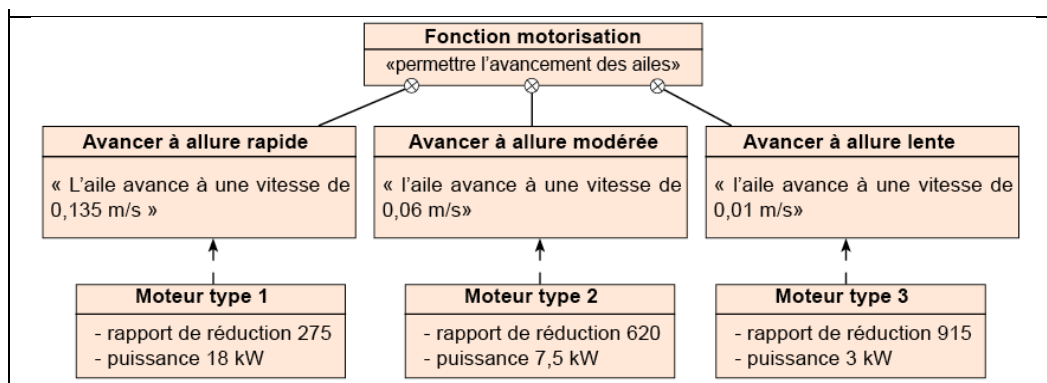 Fonction motorisation
«permettre l’avancement des ailes»
Avancer à allure rapide
« L’aile avance à une vitesse de
0,135 m/s »
Avancer à allure modérée
« l’aile avance à une vitesse de
0,06 m/s»
Avancer à allure lente
« l’aile avance à une vitesse de
0,01 m/s»
Moteur type 1
- rapport de réduction 275
- puissance 18 kW
Moteur type 2
- rapport de réduction 620
- puissance 7,5 kW
Moteur type 3
- rapport de réduction 915
- puissance 3 kW